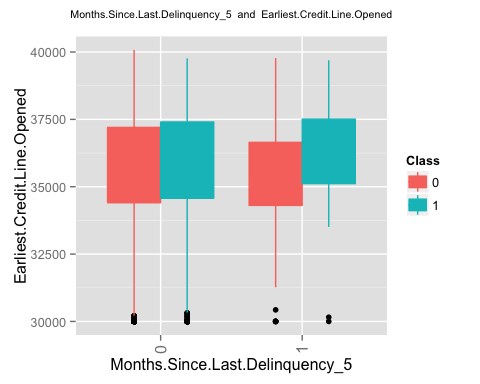 Months.Since.Last.Delinquency_5 and Earliest.Credit.Line.Opened
40000
37500
35000
32500
30000
Earliest.Credit.Line.Opened
0
1
Months.Since.Last.Delinquency_5
Class
0
1